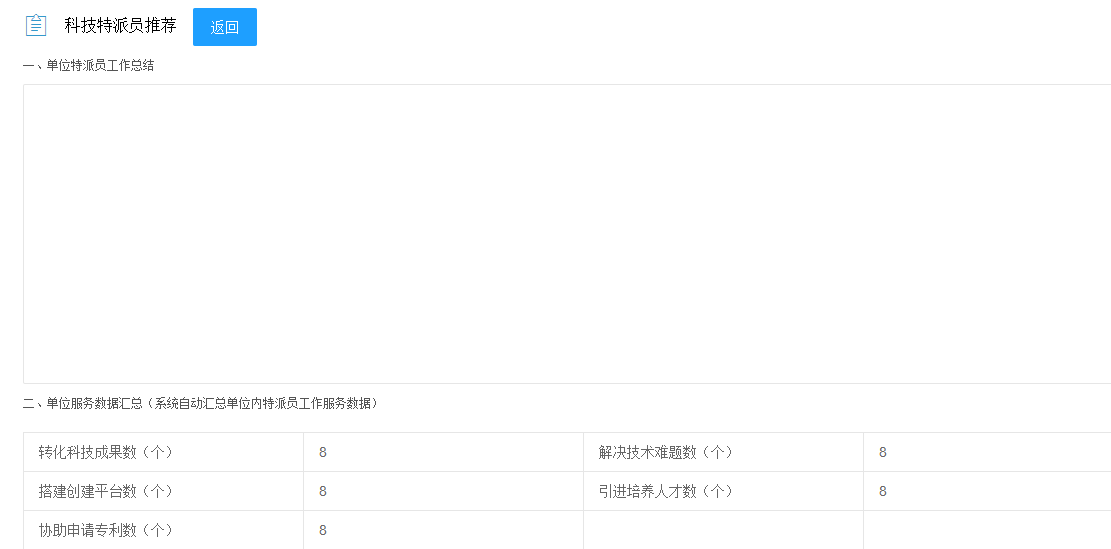 科技特派员推荐 返回
一、单位特派员工作总结
二、单位服务数据汇总（系统自动汇总单位内特派员工作服务数据）
转化科技成果数（个） 8 解决技术难题数（个） 8
搭建创建平台数（个） 8 引进培养人才数（个） 8
协助申请专利数（个） 8